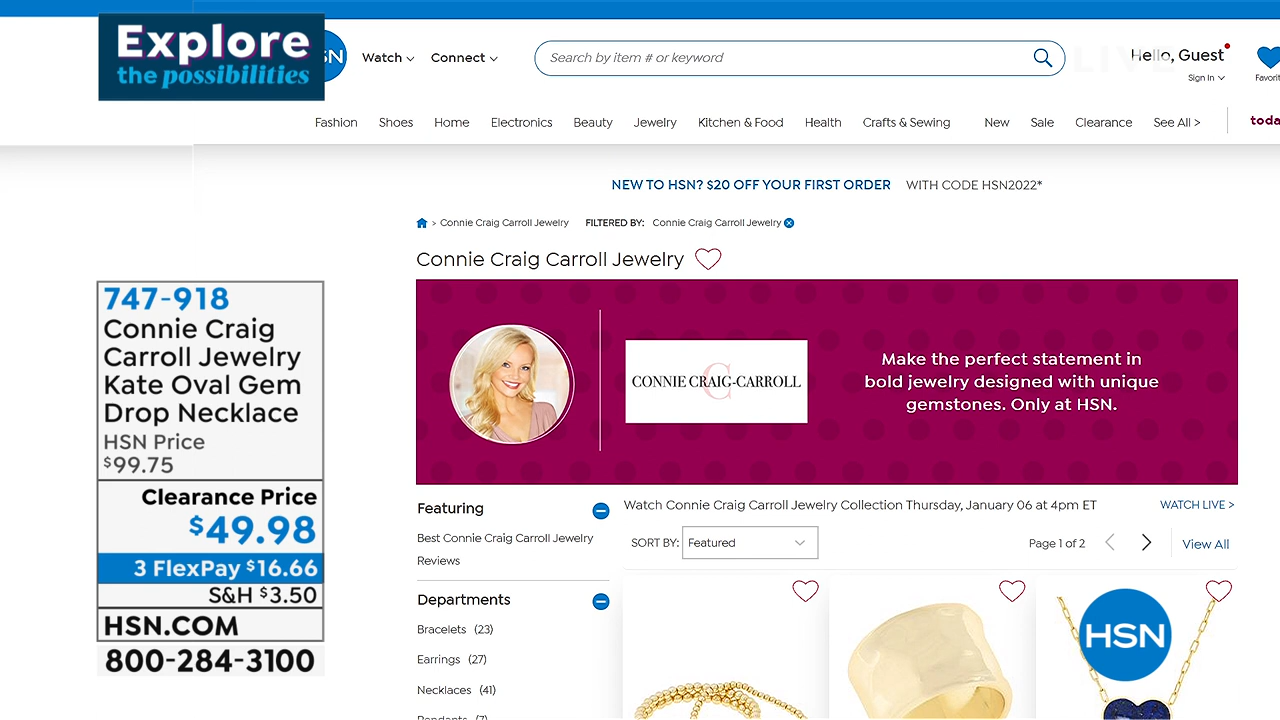 Explore
the possibilities
SN
Watch
Connect
Search by item # or keyword
LIVE
Hello, Guest
Sign In
Favorit
Fashion
Shoes
Home
Electronics
Beauty
Jewelry
Kitchen & Food
Health
Crafts & Sewing
New
Sale
Clearance
See All >
toda
NEW TO HSN? $20 OFF YOUR FIRST ORDER WITH CODE HSN2022*
> Connie Craig Carroll Jewelry FILTERED BY: Connie Craig Carroll Jewelry
Connie Craig Carroll Jewelry
747-918
Connie Craig
Carroll Jewelry
Kate Oval Gem
Drop Necklace
HSN Price
$99.75
Clearance Price
$49.98
3 FlexPay $16.66
S&H $3.50
HSN.COM
800-284-3100
C
CONNIE CRAIG-CARROLL
Make the perfect statement in
bold jewelry designed with unique
gemstones. Only at HSN.
Featuring
Best Connie Craig Carroll Jewelry
Reviews
Departments
Bracelets (23)
Earrings (27)
Necklaces (41)
Pendants (7)
Watch Connie Craig Carroll Jewelry Collection Thursday, January 06 at 4pm ET
WATCH LIVE >
SORT BY: Featured
Page 1 of 2
View All
HSN